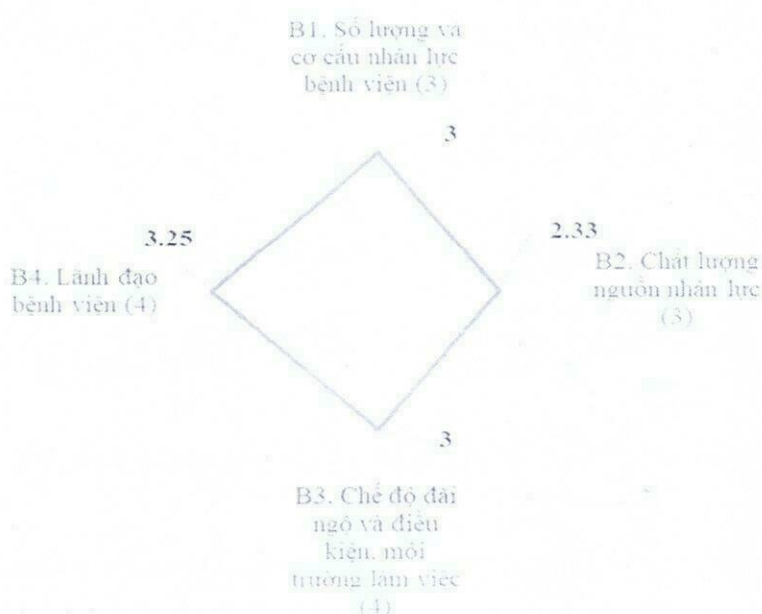 B1. Số lượng và
cơ cấu nhân lực
bệnh viện (3)
3
3.25
2.33
B4. Lãnh đạo
bệnh viện (4)
B2. Chất lượng
nguồn nhân lực
(3)
3
B3. Chế độ đãi
ngộ và điều
kiện, môi
trường làm việc
(4)